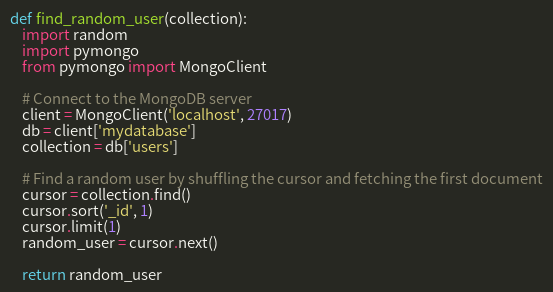 def find_random_user(collection):
    import random
    import pymongo
    from pymongo import MongoClient

    # Connect to the MongoDB server
    client = MongoClient('localhost', 27017)
    db = client['mydatabase']
    collection = db['users']

    # Find a random user by shuffling the cursor and fetching the first document
    cursor = collection.find()
    cursor.sort('_id', 1)
    cursor.limit(1)
    random_user = cursor.next()

    return random_user